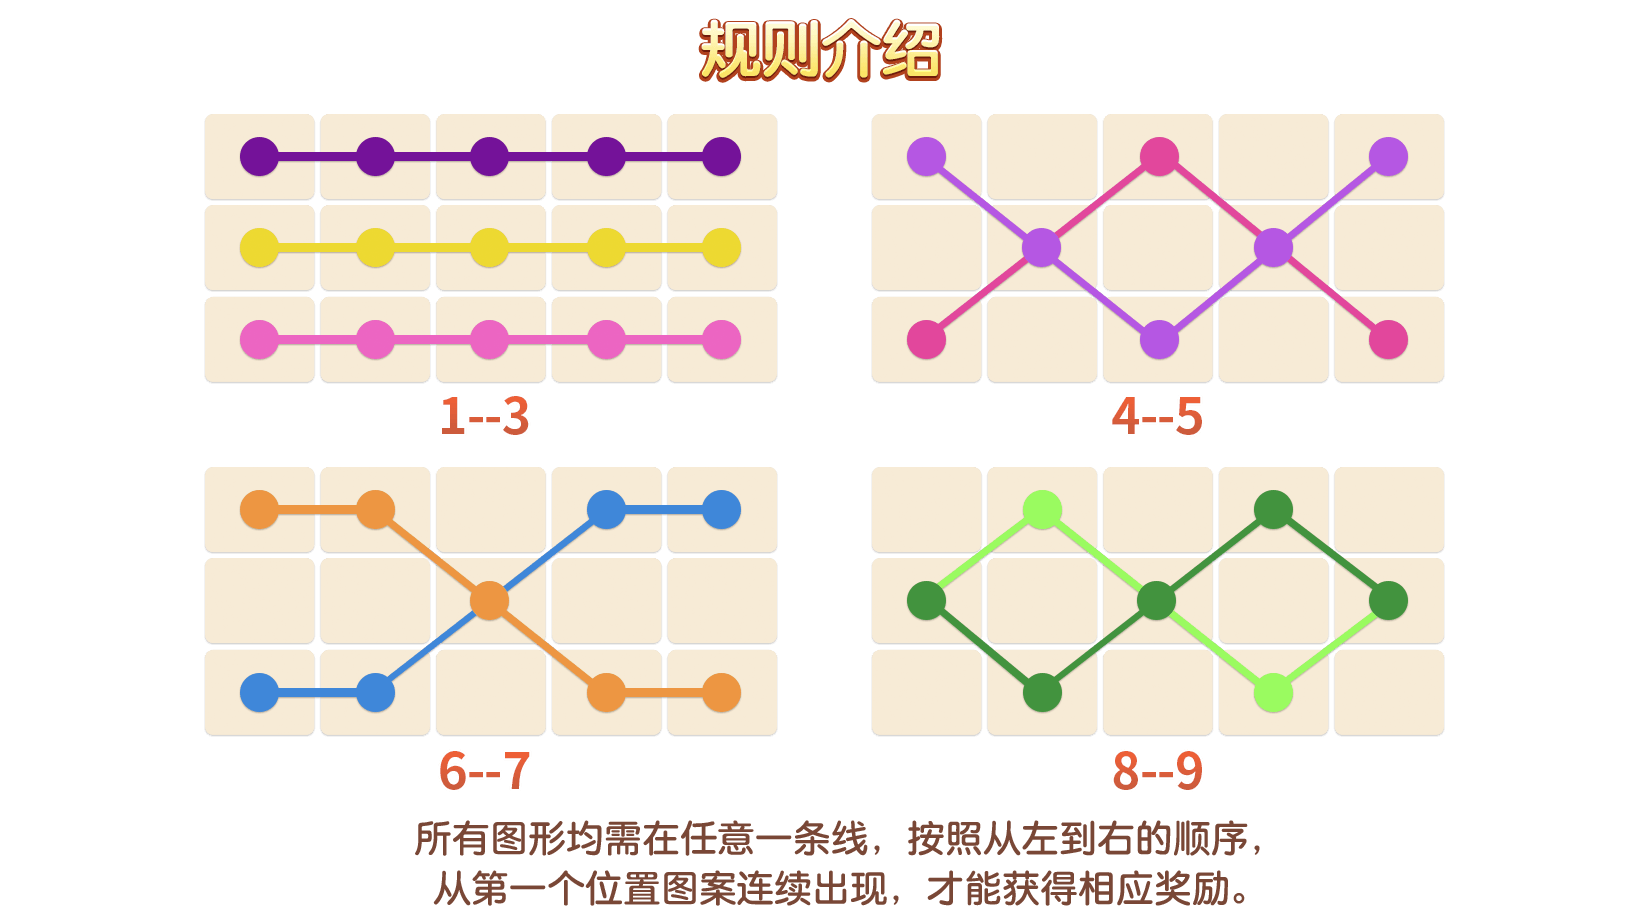 规则介绍
1--3
4--5
6--7
8--9
所有图形均需在任意一条线，按照从左到右的顺序，
从第一个位置图案连续出现，才能获得相应奖励。